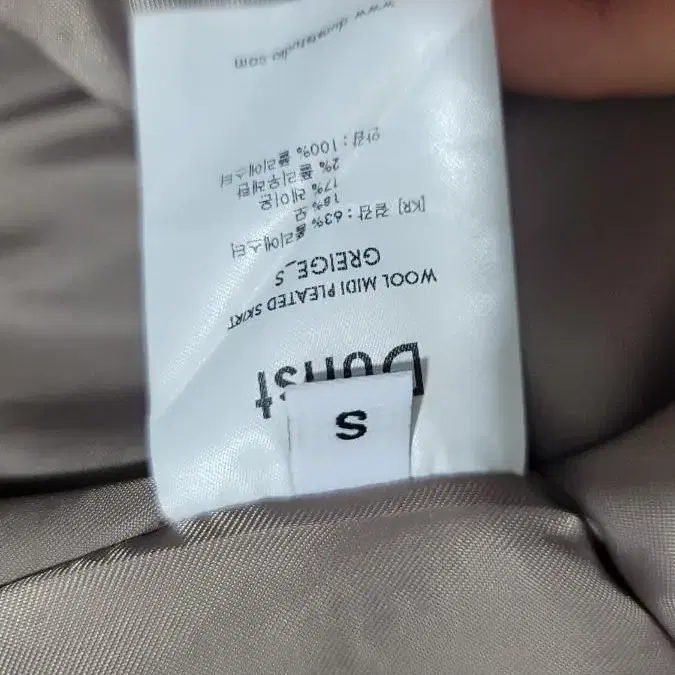 S
Dunst
WOOL MIDI PLEATED SKIRT
GREIGE_S
[KR] 겉감 : 63% 폴리에스터
18% 모
17% 레이온
2% 폴리우레탄
안감 : 100% 폴리에스터
www.dunststudio.com